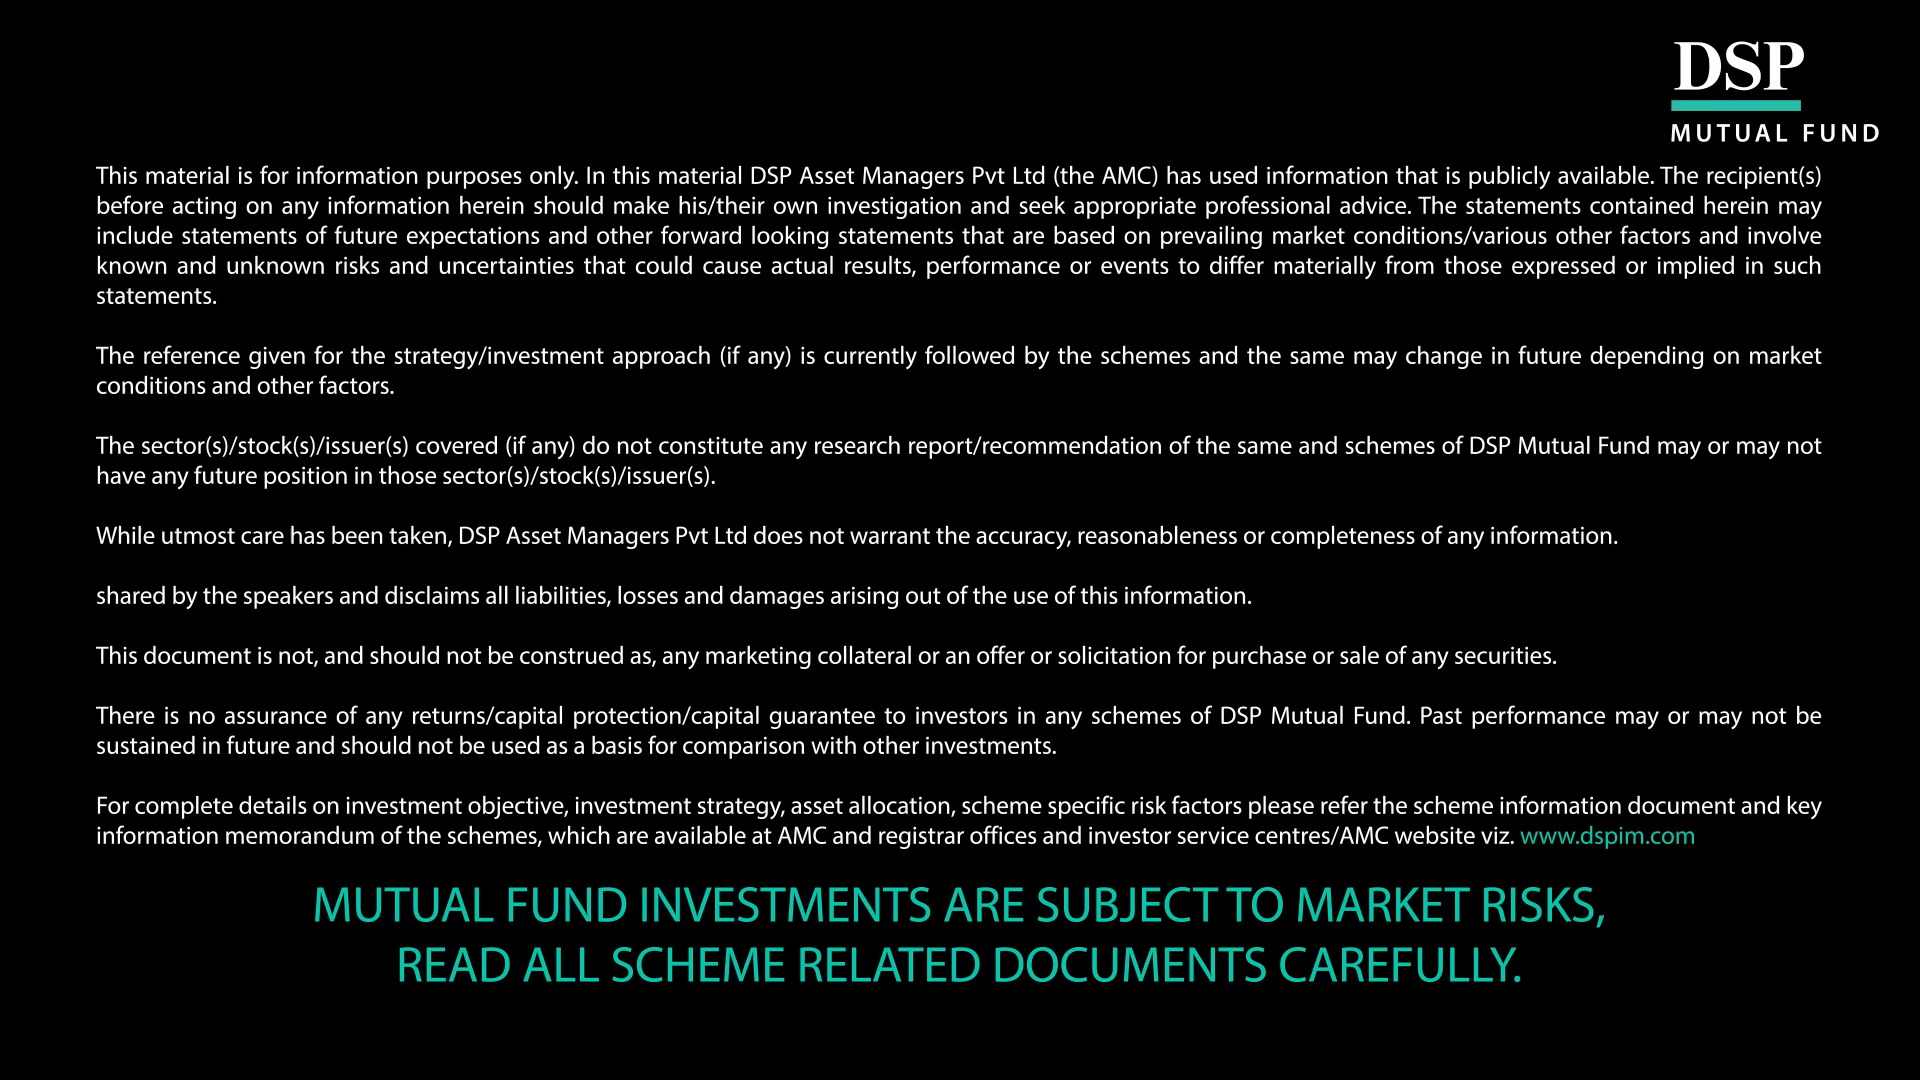 DSP
MUTUAL FUND
This material is for information purposes only. In this material DSP Asset Managers Pvt Ltd (the AMC) has used information that is publicly available. The recipient(s)
before acting on any information herein should make his/their own investigation and seek appropriate professional advice. The statements contained herein may
include statements of future expectations and other forward looking statements that are based on prevailing market conditions/various other factors and involve
known and unknown risks and uncertainties that could cause actual results, performance or events to differ materially from those expressed or implied in such
statements.
The reference given for the strategy/investment approach (if any) is currently followed by the schemes and the same may change in future depending on market
conditions and other factors.
The sector(s)/stock(s)/issuer(s) covered (if any) do not constitute any research report/recommendation of the same and schemes of DSP Mutual Fund may or may not
have any future position in those sector(s)/stock(s)/issuer(s).
While utmost care has been taken, DSP Asset Managers Pvt Ltd does not warrant the accuracy, reasonableness or completeness of any information.
shared by the speakers and disclaims all liabilities, losses and damages arising out of the use of this information.
This document is not, and should not be construed as, any marketing collateral or an offer or solicitation for purchase or sale of any securities.
There is no assurance of any returns/capital protection/capital guarantee to investors in any schemes of DSP Mutual Fund. Past performance may or may not be
sustained in future and should not be used as a basis for comparison with other investments.
For complete details on investment objective, investment strategy, asset allocation, scheme specific risk factors please refer the scheme information document and key
information memorandum of the schemes, which are available at AMC and registrar offices and investor service centres/AMC website viz. www.dspim.com
MUTUAL FUND INVESTMENTS ARE SUBJECT TO MARKET RISKS,
READ ALL SCHEME RELATED DOCUMENTS CAREFULLY.